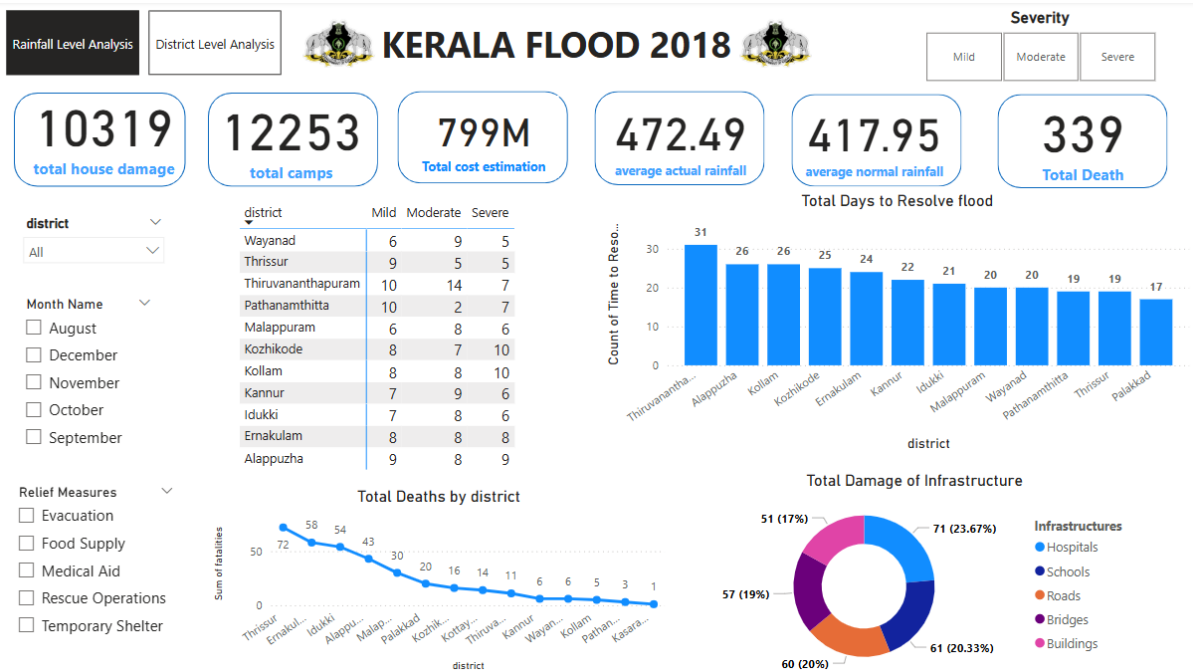 Rainfall Level Analysis
District Level Analysis
KERALA FLOOD 2018
Severity
Mild
Moderate
Severe
10319
total house damage
12253
total camps
799M
Total cost estimation
472.49
average actual rainfall
417.95
average normal rainfall
339
Total Death
district
All
Month Name
August
December
November
October
September
Relief Measures
Evacuation
Food Supply
Medical Aid
Rescue Operations
Temporary Shelter
district Mild Moderate Severe
Wayanad 6 9 5
Thrissur 9 5 5
Thiruvananthapuram 10 14 7
Pathanamthitta 10 2 7
Malappuram 6 8 6
Kozhikode 8 7 10
Kollam 8 8 10
Kannur 7 9 6
Idukki 7 8 6
Ernakulam 8 8 8
Alappuzha 9 8 9
Total Days to Resolve flood
Count of Time to Reso...
30
20
10
0
31 26 26 25 24 22 21 20 20 19 19 17
Thiruvanantha... Alappuzha Kollam Kozhikode Ernakulam Kannur Idukki Malappuram Wayanad Pathanamthitta Thrissur Palakkad
district
Total Deaths by district
Sum of fatalities
50
0
72 58 54 43 30 20 16 14 11 6 6 5 3 1
Thrissur Ernakul... Idukki Alappu... Malap... Palakkad Kozhik... Kottay... Thiruva... Kannur Wayan... Kollam Pathan... Kasara...
district
Total Damage of Infrastructure
51 (17%)
71 (23.67%)
57 (19%)
61 (20.33%)
60 (20%)
Infrastructures
Hospitals
Schools
Roads
Bridges
Buildings